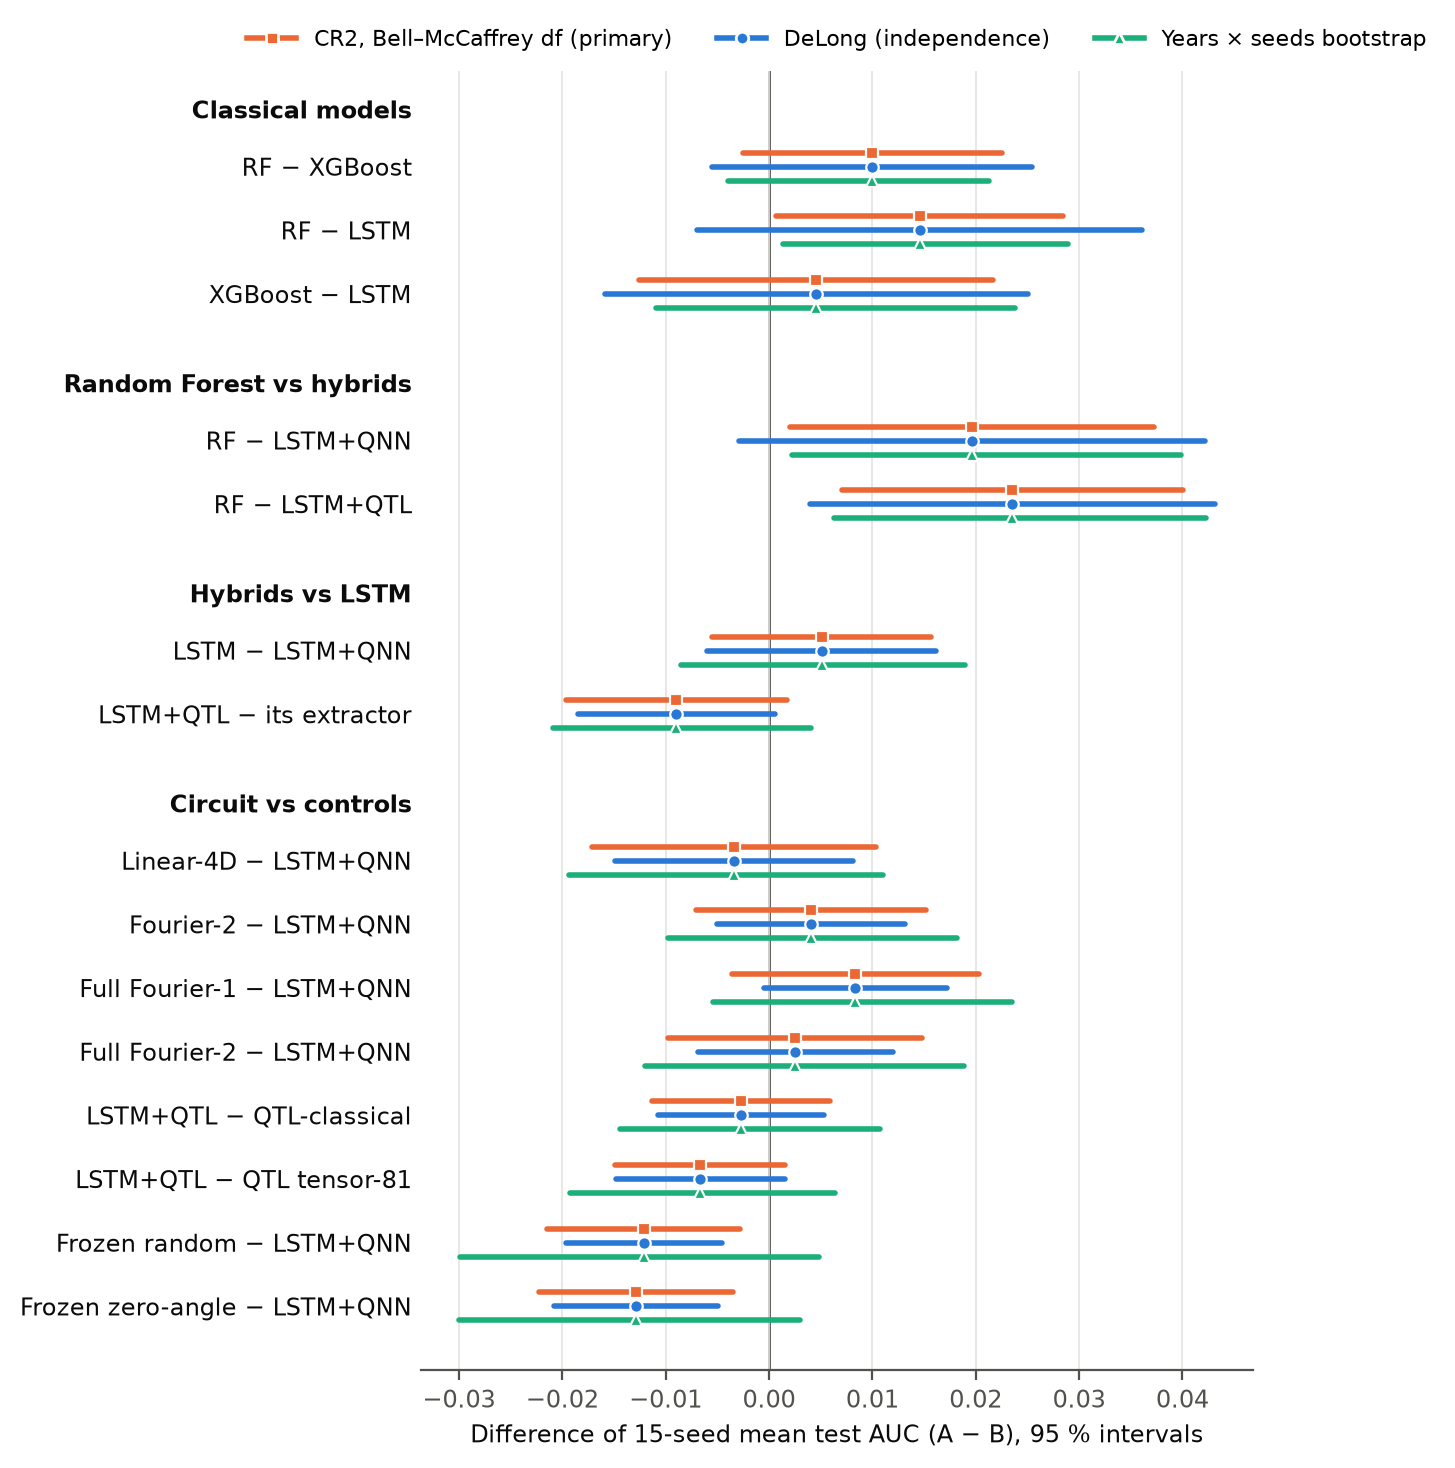 CR2, Bell–McCaffrey df (primary) DeLong (independence) Years × seeds bootstrap
Classical models
RF − XGBoost
RF − LSTM
XGBoost − LSTM
Random Forest vs hybrids
RF − LSTM+QNN
RF − LSTM+QTL
Hybrids vs LSTM
LSTM − LSTM+QNN
LSTM+QTL − its extractor
Circuit vs controls
Linear-4D − LSTM+QNN
Fourier-2 − LSTM+QNN
Full Fourier-1 − LSTM+QNN
Full Fourier-2 − LSTM+QNN
LSTM+QTL − QTL-classical
LSTM+QTL − QTL tensor-81
Frozen random − LSTM+QNN
Frozen zero-angle − LSTM+QNN
−0.03 −0.02 −0.01 0.00 0.01 0.02 0.03 0.04
Difference of 15-seed mean test AUC (A − B), 95 % intervals